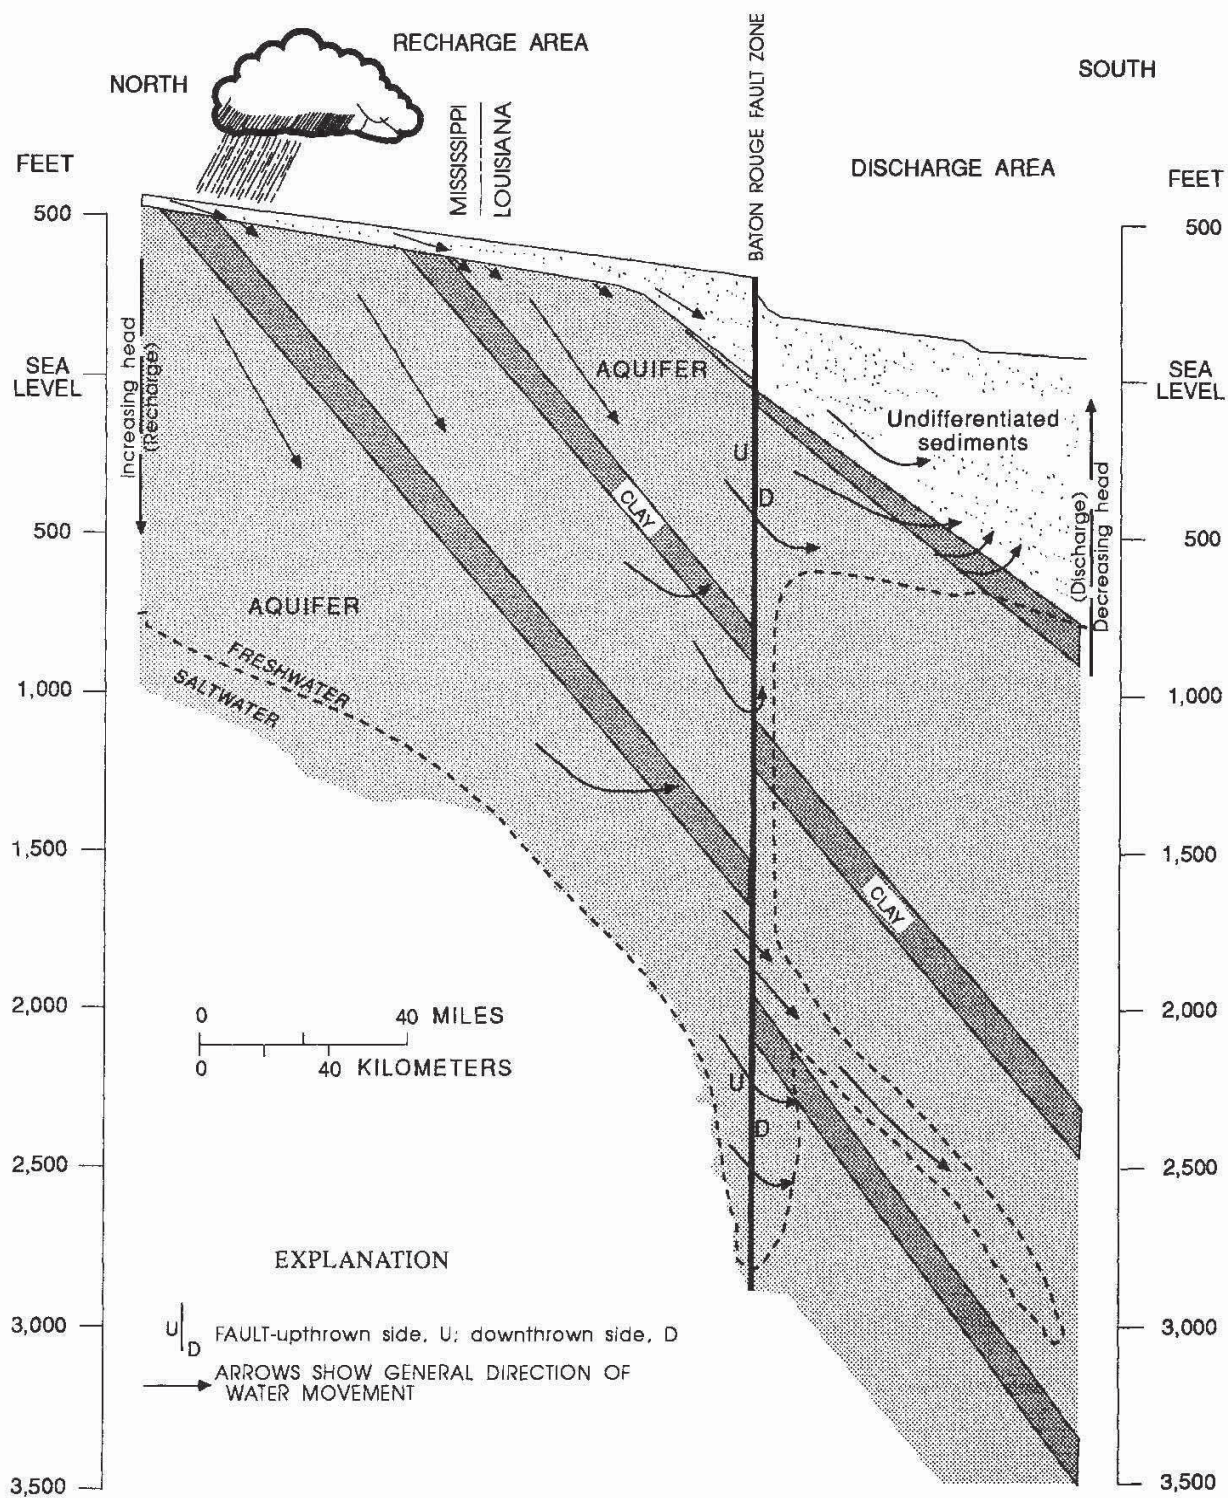 RECHARGE AREA
NORTH
SOUTH
MISSISSIPPI
LOUISIANA
BATON ROUGE FAULT ZONE
DISCHARGE AREA
FEET
FEET
500
500
Increasing head
(Recharge)
SEA
LEVEL
SEA
LEVEL
AQUIFER
Undifferentiated
sediments
U
D
CLAY
500
500
(Discharge)
Decreasing head
AQUIFER
FRESHWATER
SALTWATER
1,000
1,000
1,500
1,500
CLAY
2,000
2,000
0 40 MILES
0 40 KILOMETERS
U
D
2,500
2,500
EXPLANATION
U D FAULT-upthrown side, U; downthrown side, D
ARROWS SHOW GENERAL DIRECTION OF
WATER MOVEMENT
3,000
3,000
3,500
3,500